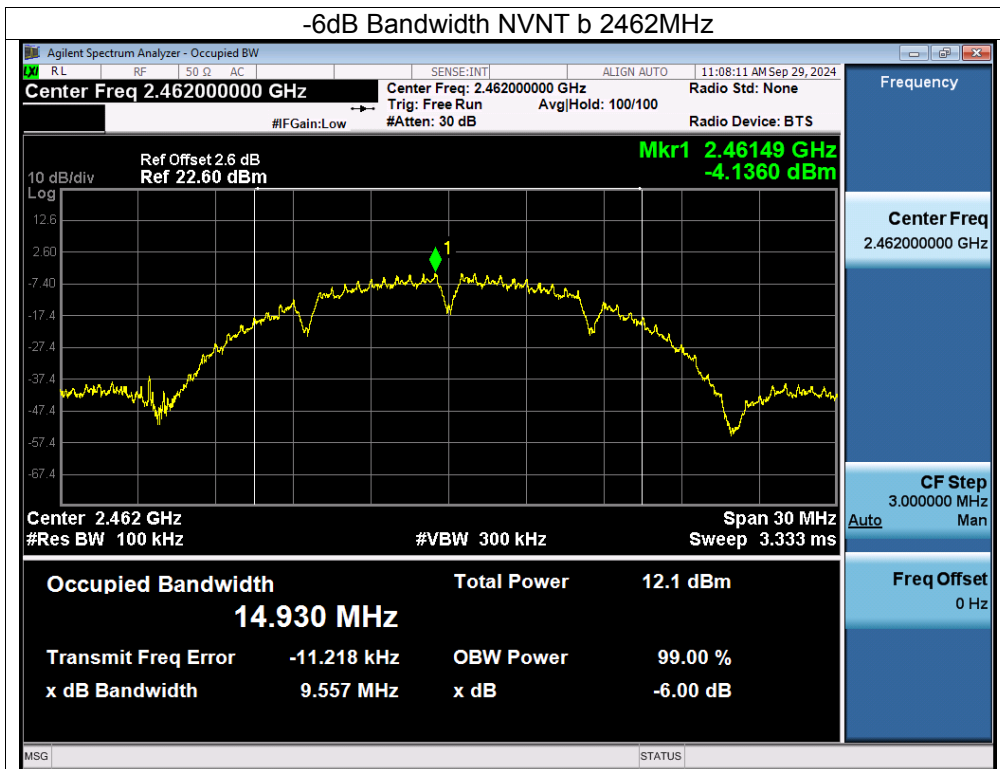 -6dB Bandwidth NVNT b 2462MHz
Agilent Spectrum Analyzer - Occupied BW
LXI RL RF 50 Ω AC SENSE:INT ALIGN AUTO 11:08:11 AM Sep 29, 2024
Center Freq 2.462000000 GHz
Center Freq: 2.462000000 GHz Radio Std: None
Trig: Free Run Avg|Hold: 100/100
#IFGain:Low #Atten: 30 dB Radio Device: BTS
Frequency
Mkr1 2.46149 GHz
-4.1360 dBm
Ref Offset 2.6 dB
10 dB/div Ref 22.60 dBm
Log
12.6
2.60
-7.40
-17.4
-27.4
-37.4
-47.4
-57.4
-67.4
1
Center 2.462 GHz Span 30 MHz
#Res BW 100 kHz #VBW 300 kHz Sweep 3.333 ms
Center Freq
2.462000000 GHz
CF Step
3.000000 MHz
Auto Man
Freq Offset
0 Hz
Occupied Bandwidth Total Power 12.1 dBm
14.930 MHz
Transmit Freq Error -11.218 kHz OBW Power 99.00 %
x dB Bandwidth 9.557 MHz x dB -6.00 dB
MSG STATUS